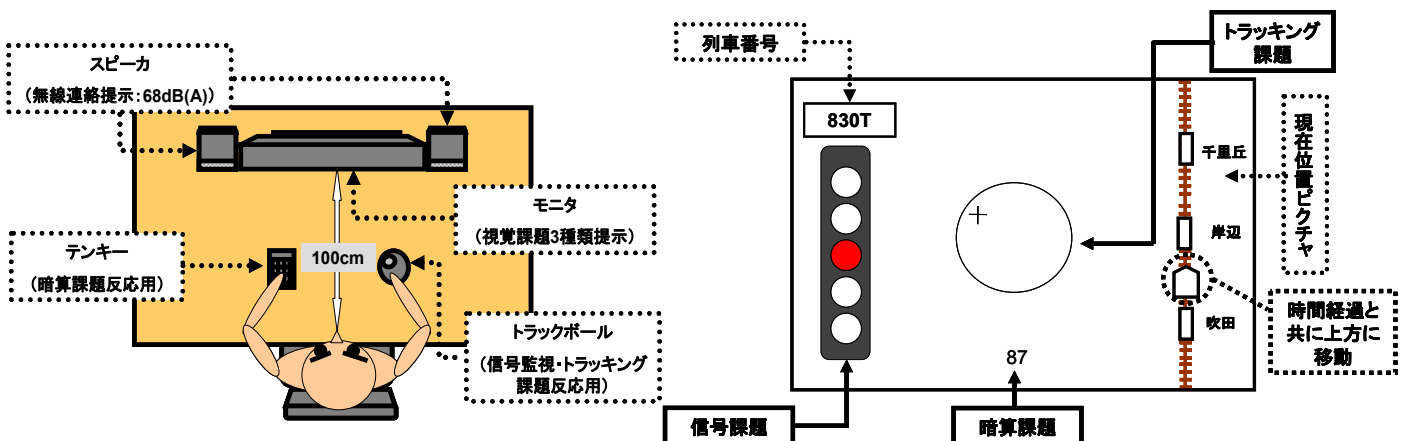 スピーカ
（無線連絡提示：68dB(A)）
モニタ
（視覚課題3種類提示）
テンキー
（暗算課題反応用）
100cm
トラックボール
（信号監視・トラッキング
課題反応用）
列車番号
トラッキング
課題
830T
千里丘
岸辺
吹田
現在位置ピクチャ
時間経過と
共に上方に
移動
87
信号課題
暗算課題